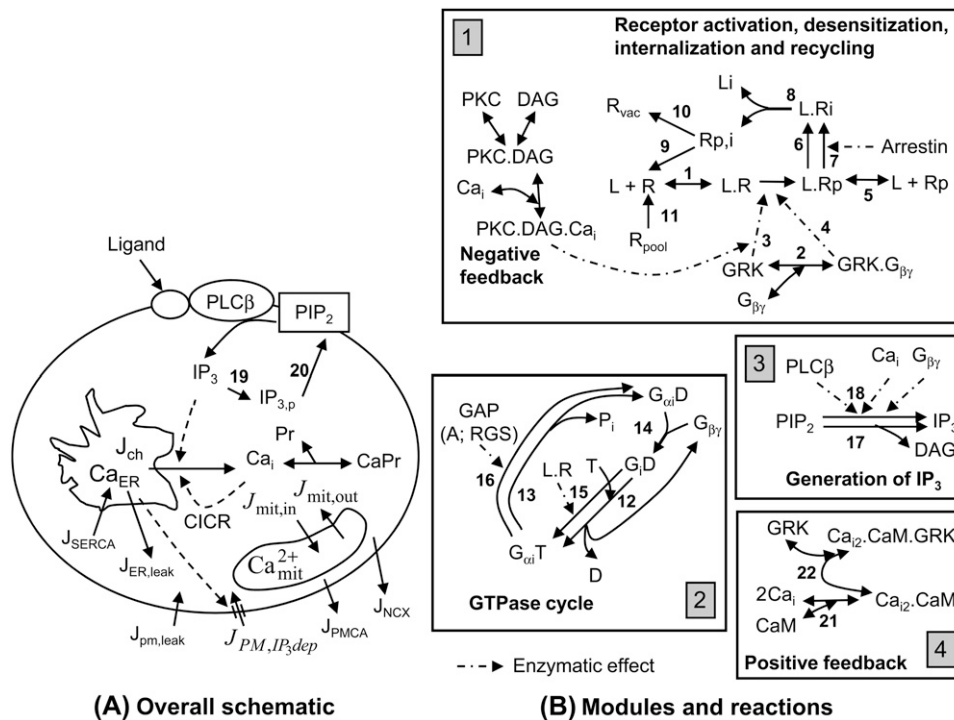 Ligand
PLCβ
PIP2
IP3
19
20
IP3,p
Jch
CaER
Pr
Cai
CaPr
CICR
Jmit,in
Jmit,out
JSERCA
JER,leak
Ca2+mit
Jpm,leak
JPM,IP3dep
JPMCA
JNCX
(A) Overall schematic
1
Receptor activation, desensitization,
internalization and recycling
PKC DAG
PKC.DAG
Cai
PKC.DAG.Cai
Negative
feedback
Li
8
L.Ri
Rvac
10
Rp,i
9
6
7
Arrestin
L + R
1
L.R
L.Rp
5
L + Rp
11
Rpool
3
4
GRK
2
GRK.Gβγ
Gβγ
GAP
(A; RGS)
16
13
GαiD
Pi
14
Gβγ
GiD
L.R
T
15
12
GαiT
D
GTPase cycle
2
3
PLCβ
Cai
Gβγ
18
PIP2
IP3
17
DAG
Generation of IP3
GRK
Cai2.CaM.GRK
22
2Cai
Cai2.CaM
CaM
21
Positive feedback
4
Enzymatic effect
(B) Modules and reactions